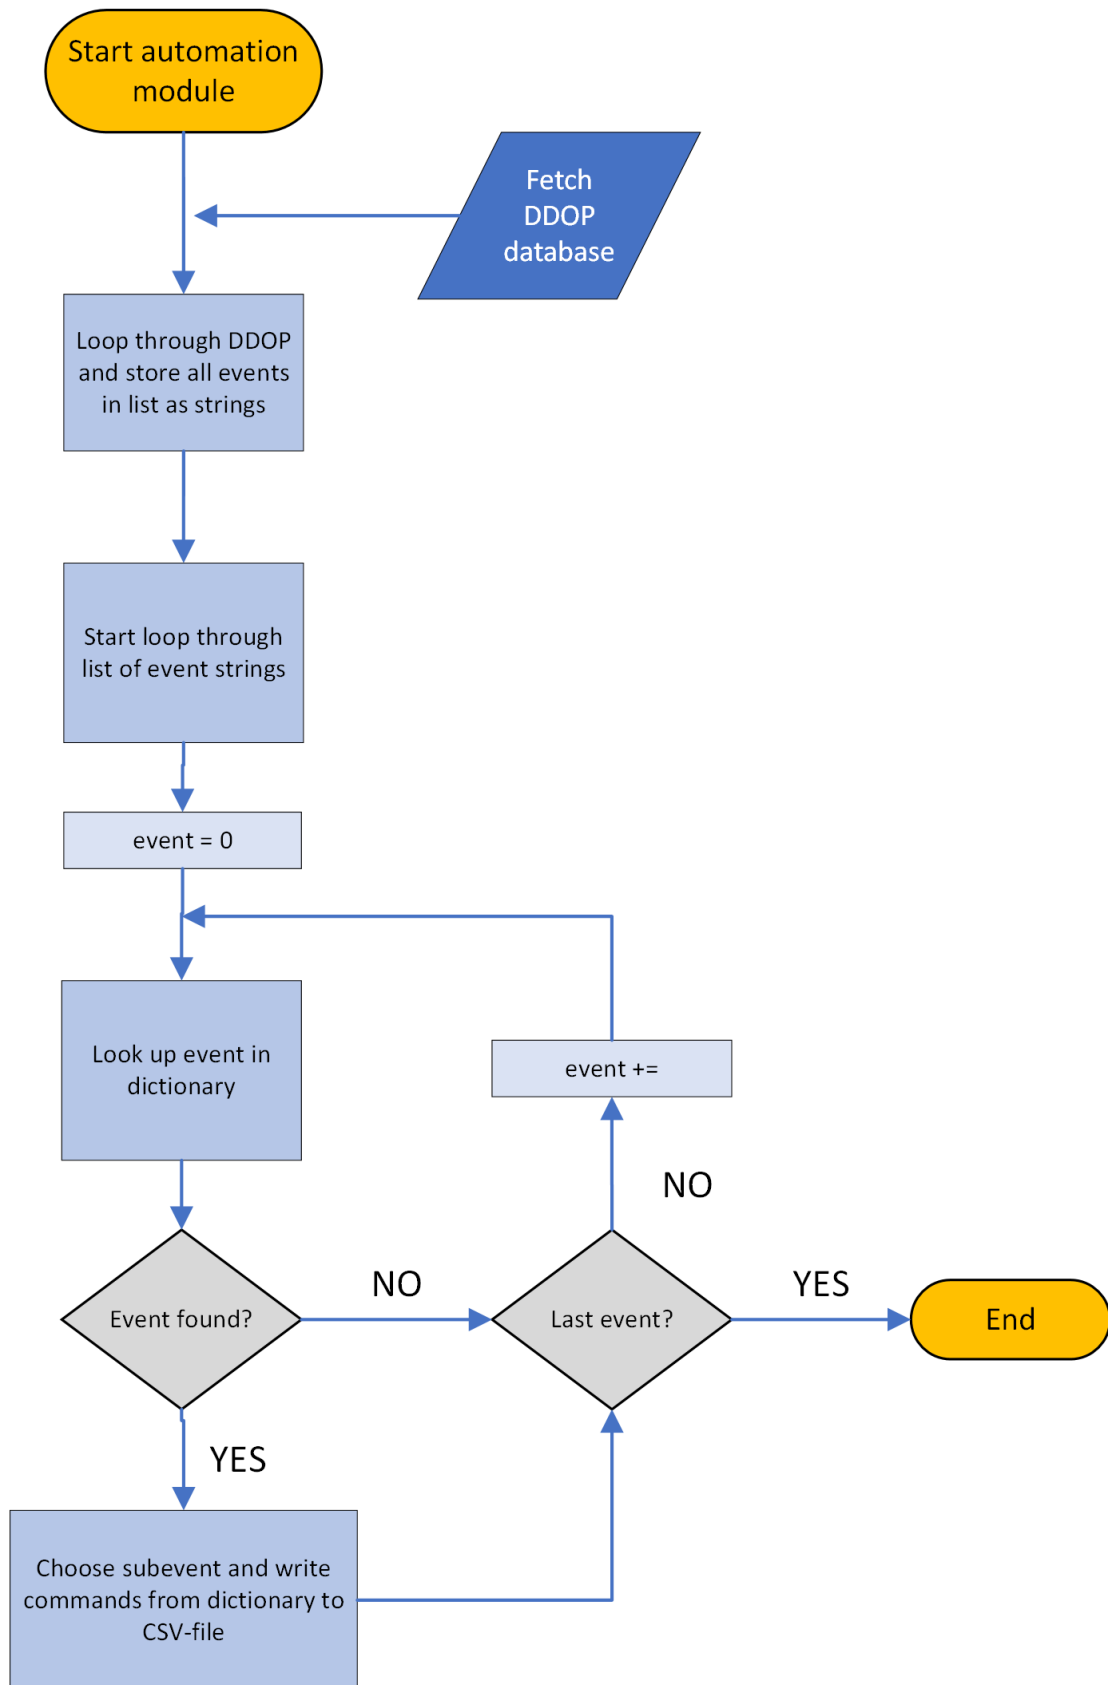 Start automation
module
Fetch
DDOP
database
Loop through DDOP
and store all events
in list as strings
Start loop through
list of event strings
event = 0
Look up event in
dictionary
event +=
NO
Event found?
NO
Last event?
YES
End
YES
Choose subevent and write
commands from dictionary to
CSV-file